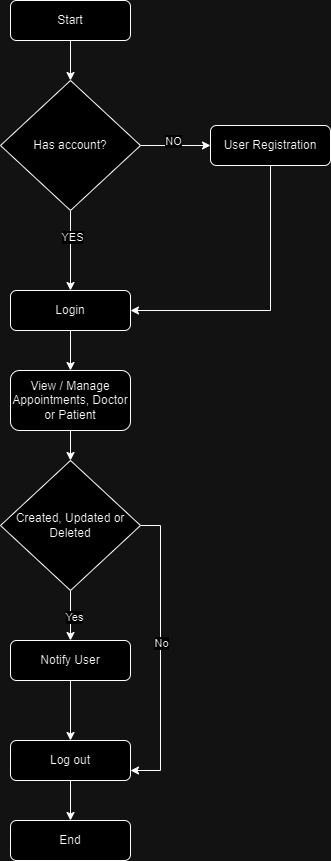 Start
Has account?
NO
User Registration
YES
Login
View / Manage
Appointments, Doctor
or Patient
Created, Updated or
Deleted
Yes
No
Notify User
Log out
End